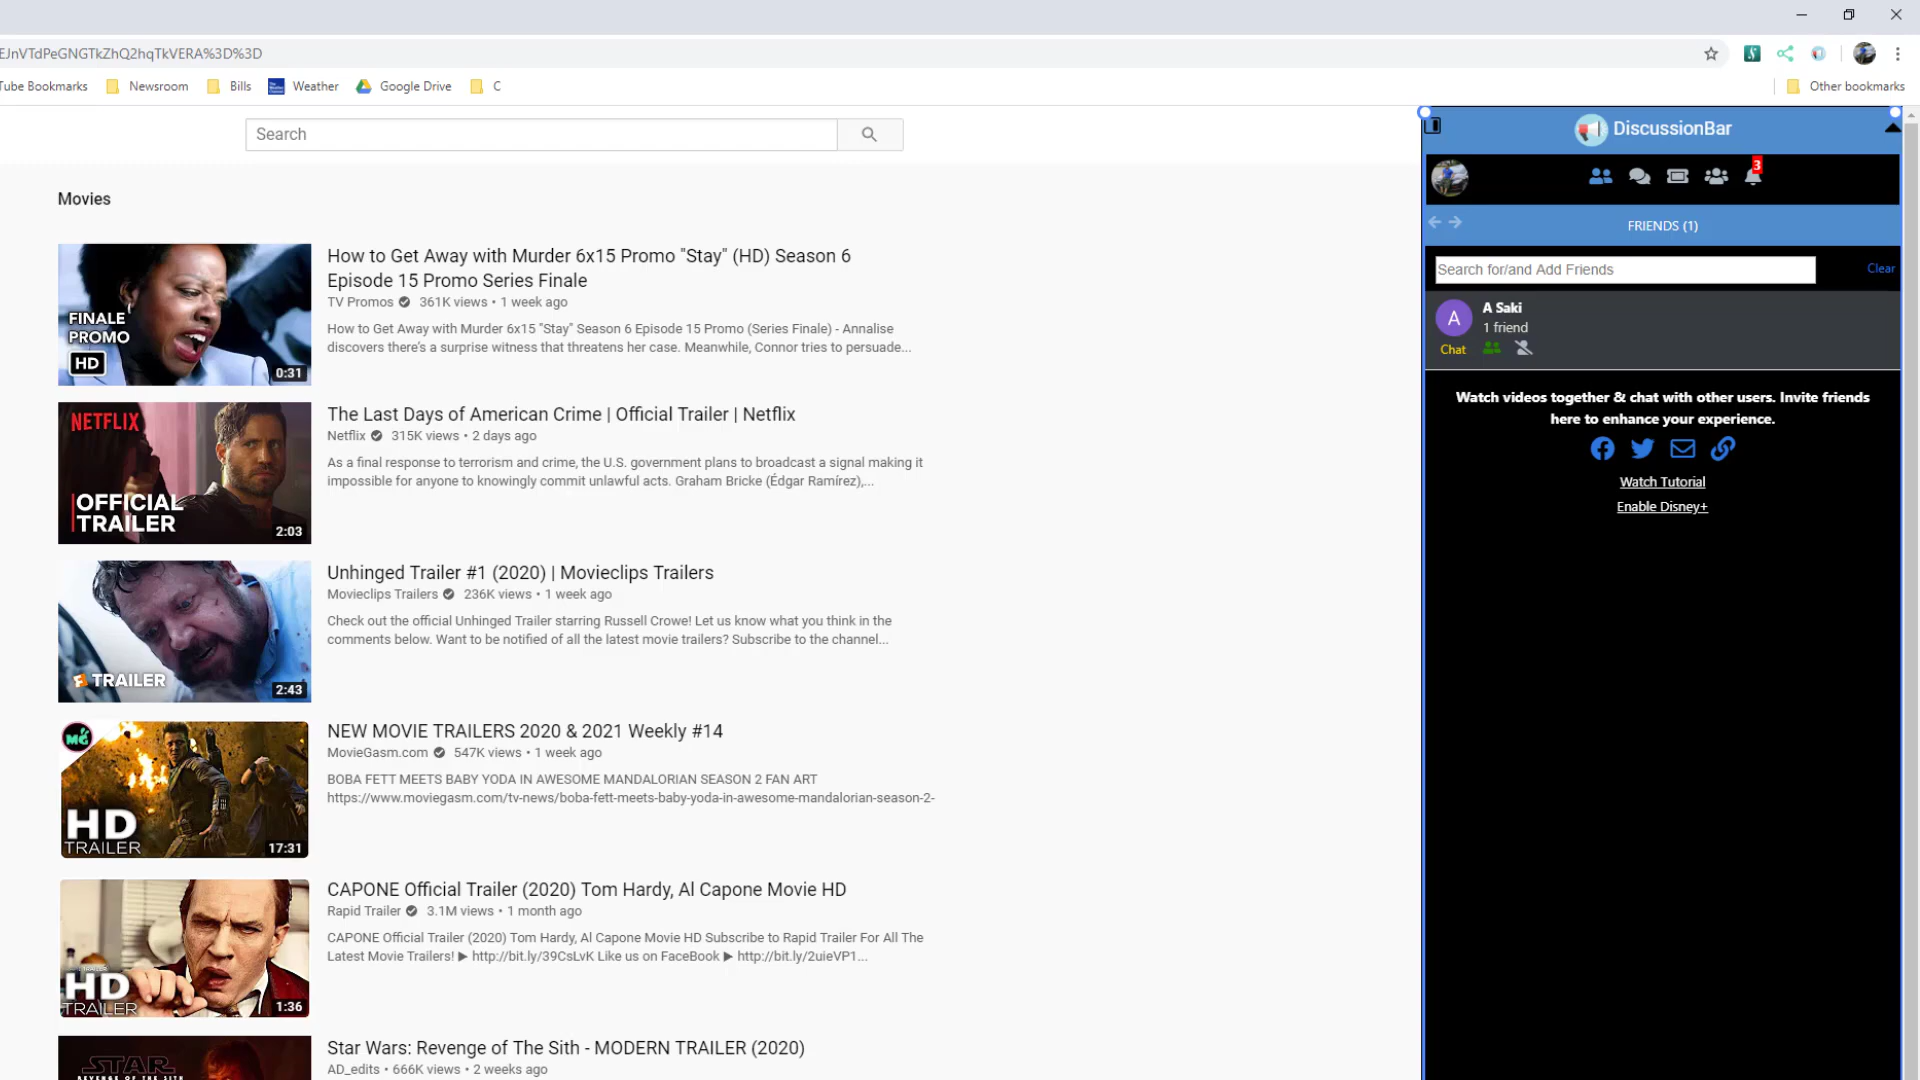 EJnVTdPeGNGTkZhQ2hqTkVERA%3D%3D
Tube Bookmarks
Newsroom
Bills
Weather
Google Drive
C
Other bookmarks
Search
DiscussionBar
3
FRIENDS (1)
Search for/and Add Friends
Clear
A
A Saki
1 friend
Chat
Watch videos together & chat with other users. Invite friends
here to enhance your experience.
Watch Tutorial
Enable Disney+
Movies
FINALE
PROMO
HD
0:31
How to Get Away with Murder 6x15 Promo "Stay" (HD) Season 6
Episode 15 Promo Series Finale
TV Promos 361K views • 1 week ago
How to Get Away with Murder 6x15 "Stay" Season 6 Episode 15 Promo (Series Finale) - Annalise
discovers there's a surprise witness that threatens her case. Meanwhile, Connor tries to persuade...
NETFLIX
OFFICIAL
TRAILER
2:03
The Last Days of American Crime | Official Trailer | Netflix
Netflix 315K views • 2 days ago
As a final response to terrorism and crime, the U.S. government plans to broadcast a signal making it
impossible for anyone to knowingly commit unlawful acts. Graham Bricke (Édgar Ramírez),...
TRAILER
2:43
Unhinged Trailer #1 (2020) | Movieclips Trailers
Movieclips Trailers 236K views • 1 week ago
Check out the official Unhinged Trailer starring Russell Crowe! Let us know what you think in the
comments below. Want to be notified of all the latest movie trailers? Subscribe to the channel...
MG
HD
TRAILER
17:31
NEW MOVIE TRAILERS 2020 & 2021 Weekly #14
MovieGasm.com 547K views • 1 week ago
BOBA FETT MEETS BABY YODA IN AWESOME MANDALORIAN SEASON 2 FAN ART
https://www.moviegasm.com/tv-news/boba-fett-meets-baby-yoda-in-awesome-mandalorian-season-2-
HD
TRAILER
1:36
CAPONE Official Trailer (2020) Tom Hardy, Al Capone Movie HD
Rapid Trailer 3.1M views • 1 month ago
CAPONE Official Trailer (2020) Tom Hardy, Al Capone Movie HD Subscribe to Rapid Trailer For All The
Latest Movie Trailers! ▶ http://bit.ly/39CsLvK Like us on FaceBook ▶ http://bit.ly/2uieVP1...
STAR
REVENGE OF THE SITH
Star Wars: Revenge of The Sith - MODERN TRAILER (2020)
AD_edits • 666K views • 2 weeks ago